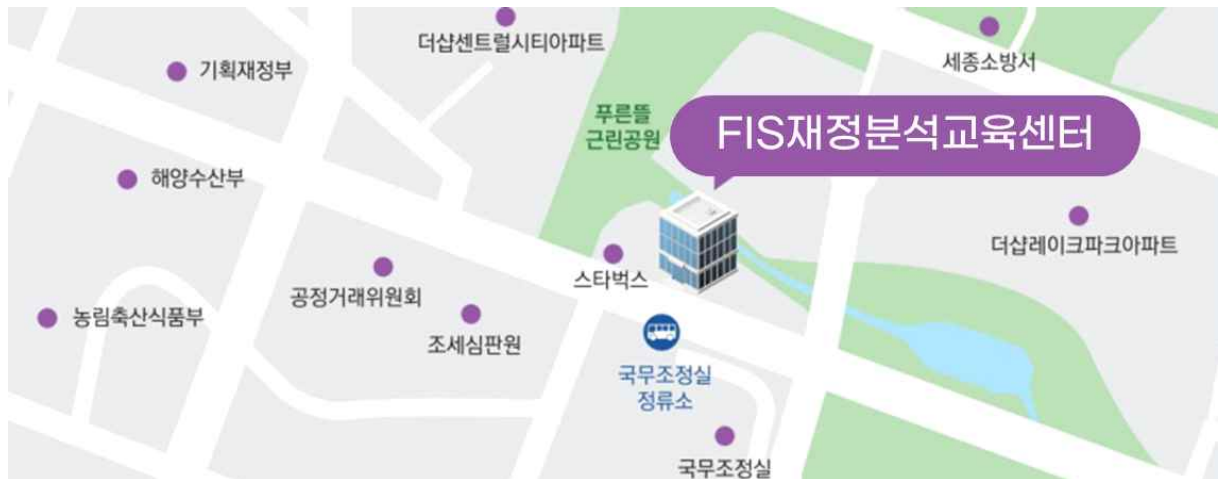 더샵센트럴시티아파트
세종소방서
기획재정부
푸른뜰
근린공원
FIS재정분석교육센터
해양수산부
더샵레이크파크아파트
스타벅스
공정거래위원회
농림축산식품부
조세심판원
국무조정실
정류소
국무조정실